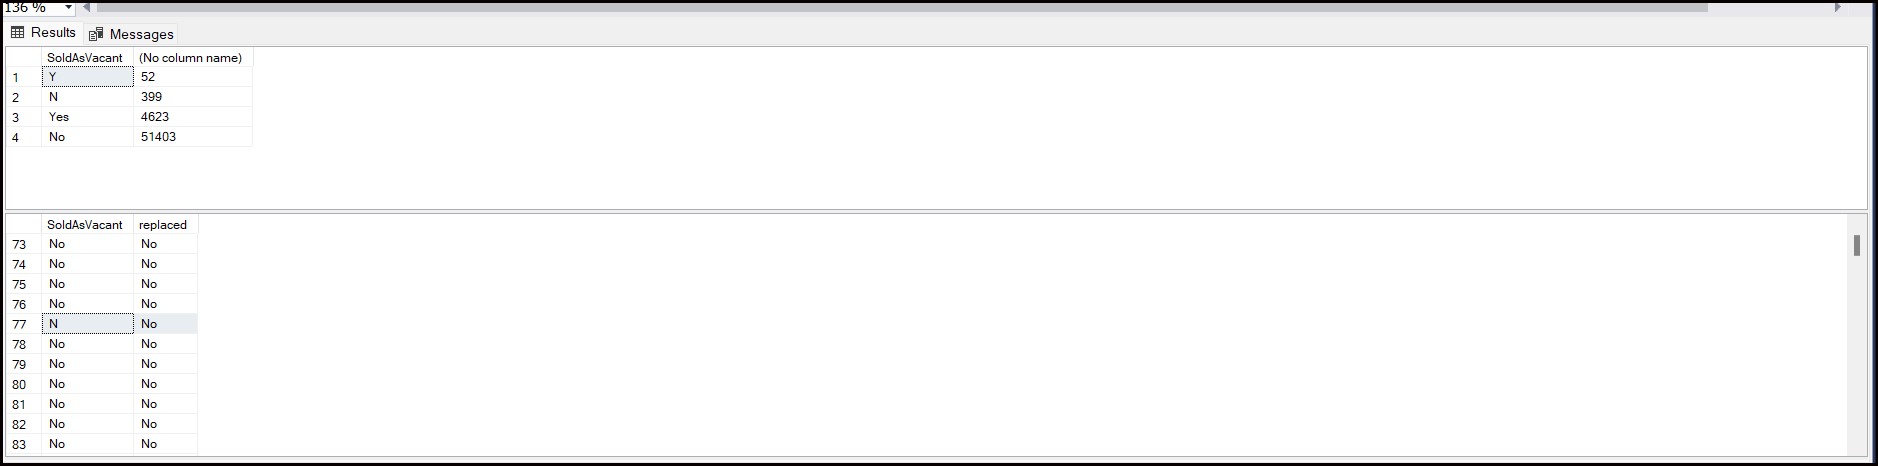 136 %
Results Messages
SoldAsVacant (No column name)
1 Y 52
2 N 399
3 Yes 4623
4 No 51403
SoldAsVacant replaced
73 No No
74 No No
75 No No
76 No No
77 N No
78 No No
79 No No
80 No No
81 No No
82 No No
83 No No